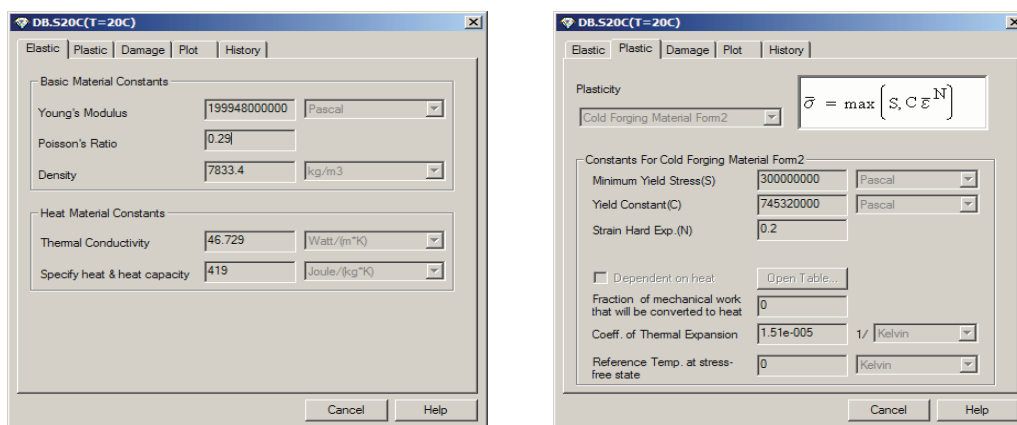 DB.S20C(T=20C)
Elastic Plastic Damage Plot History
Basic Material Constants
Young's Modulus 199948000000 Pascal
Poisson's Ratio 0.29
Density 7833.4 kg/m3
Heat Material Constants
Thermal Conductivity 46.729 Watt/(m*K)
Specify heat & heat capacity 419 Joule/(kg*K)
Cancel Help
DB.S20C(T=20C)
Elastic Plastic Damage Plot History
Plasticity
Cold Forging Material Form2
σ̄ = max(S, C ε̄^N)
Constants For Cold Forging Material Form2
Minimum Yield Stress(S) 300000000 Pascal
Yield Constant(C) 745320000 Pascal
Strain Hard Exp.(N) 0.2
Dependent on heat Open Table...
Fraction of mechanical work
that will be converted to heat 0
Coeff. of Thermal Expansion 1.51e-005 1/ Kelvin
Reference Temp. at stress-
free state 0 Kelvin
Cancel Help